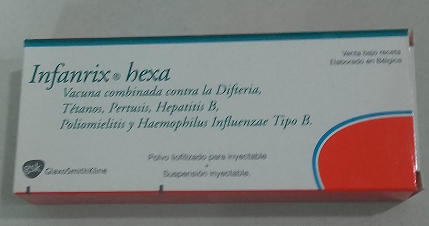 Venta bajo receta
Elaborado en Bélgica
Infanrix® hexa
Vacuna combinada contra la Difteria,
Tétanos, Pertusis, Hepatitis B,
Poliomielitis y Haemophilus Influenzae Tipo B.
Polvo liofilizado para inyectable
+
Suspensión inyectable.
gsk GlaxoSmithKline